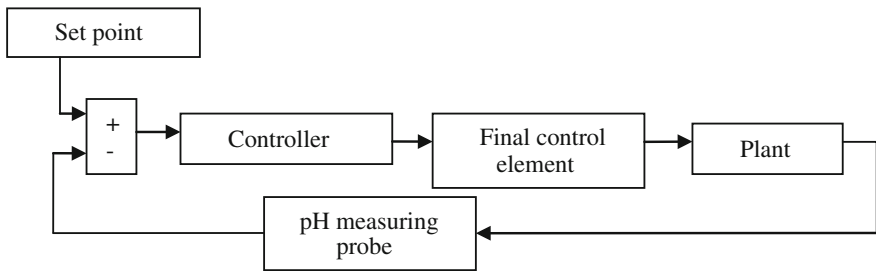 Set point
+
-
Controller
Final control
element
Plant
pH measuring
probe